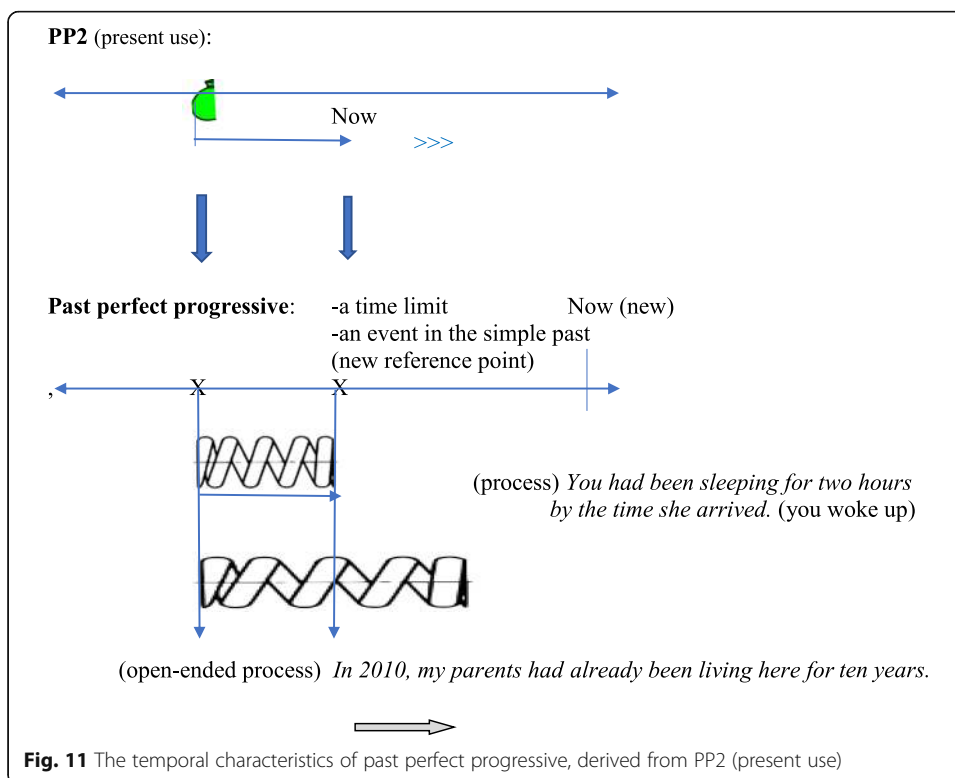 PP2 (present use):
Now
>>>
Past perfect progressive: -a time limit Now (new)
-an event in the simple past
(new reference point)
, X X
(process) You had been sleeping for two hours
by the time she arrived. (you woke up)
(open-ended process) In 2010, my parents had already been living here for ten years.
Fig. 11 The temporal characteristics of past perfect progressive, derived from PP2 (present use)